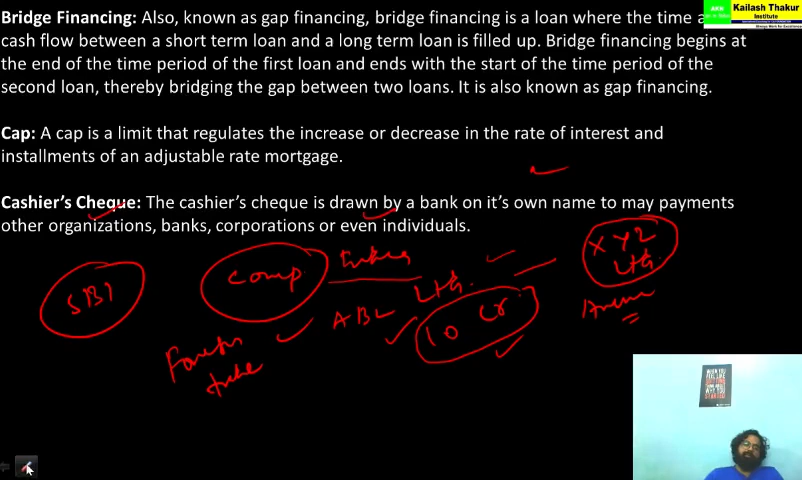 Bridge Financing: Also, known as gap financing, bridge financing is a loan where the time a
cash flow between a short term loan and a long term loan is filled up. Bridge financing begins at
the end of the time period of the first loan and ends with the start of the time period of the
second loan, thereby bridging the gap between two loans. It is also known as gap financing.
Cap: A cap is a limit that regulates the increase or decrease in the rate of interest and
installments of an adjustable rate mortgage.
Cashier's Cheque: The cashier's cheque is drawn by a bank on it's own name to may payments
other organizations, banks, corporations or even individuals.
Kailash Thakur
Institute
SBI
Comp.
Ltd.
ABC
10 Cr.
XYZ
Ltd.